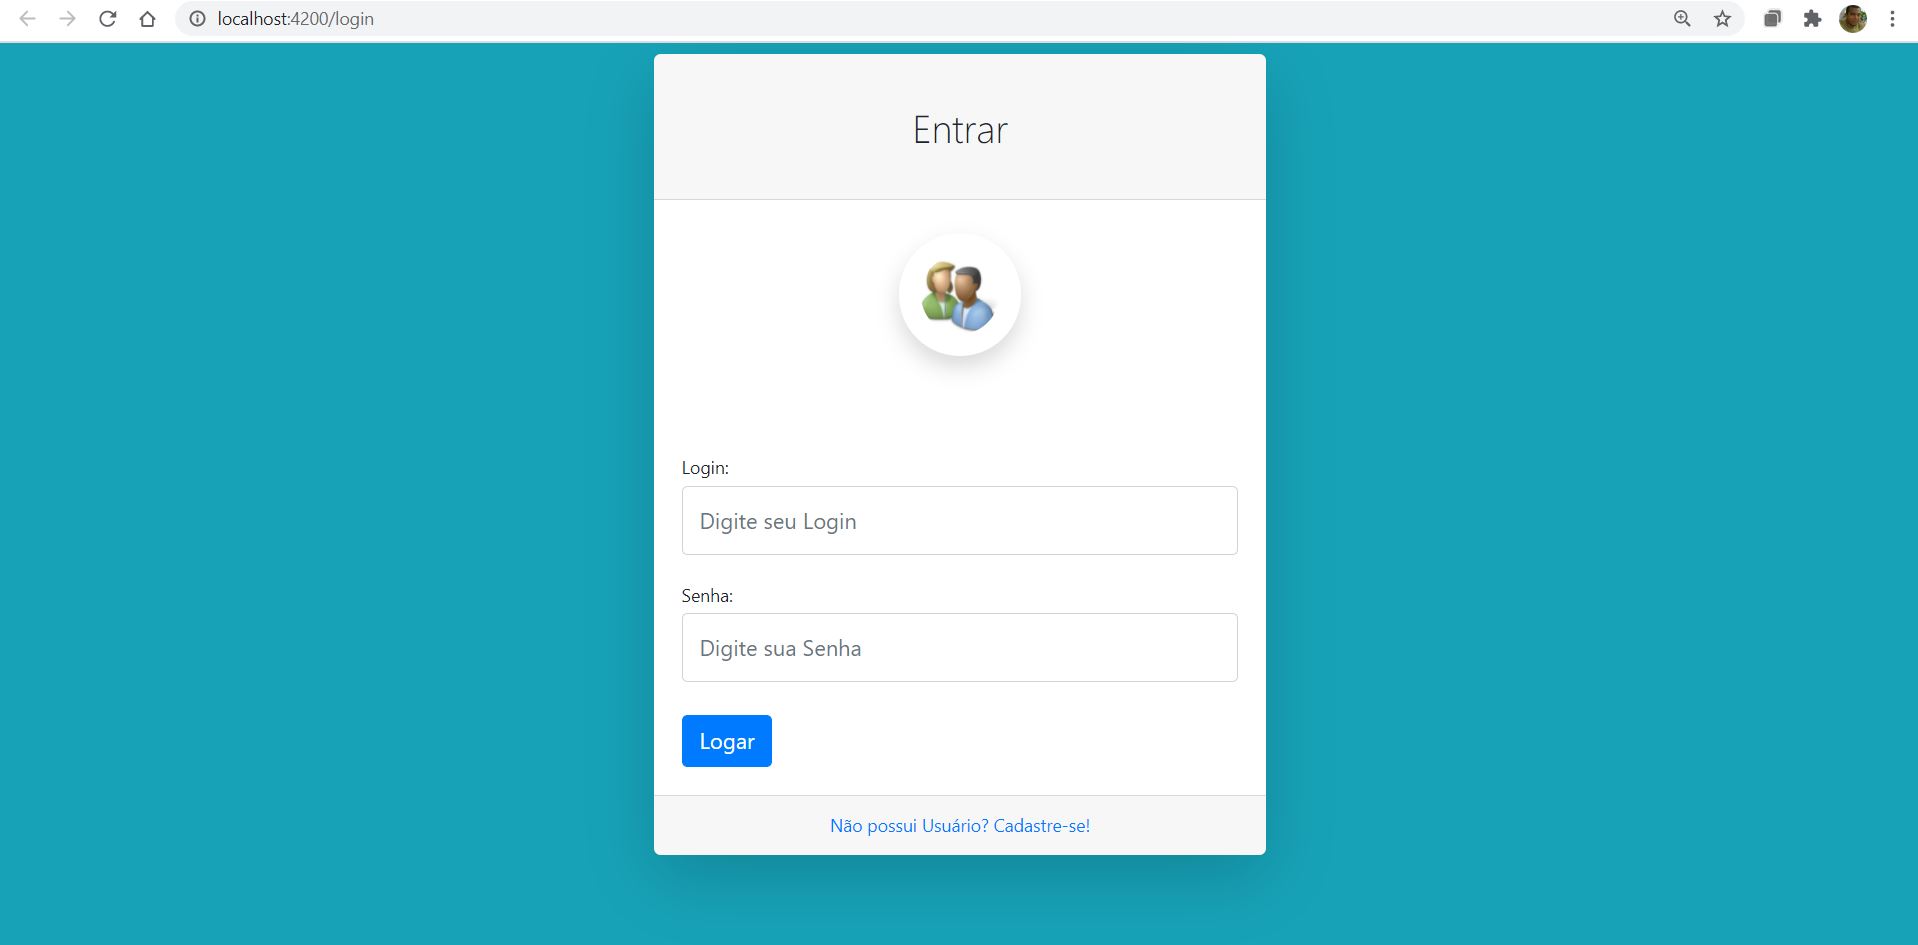 localhost:4200/login
Entrar
Login:
Digite seu Login
Senha:
Digite sua Senha
Logar
Não possui Usuário? Cadastre-se!